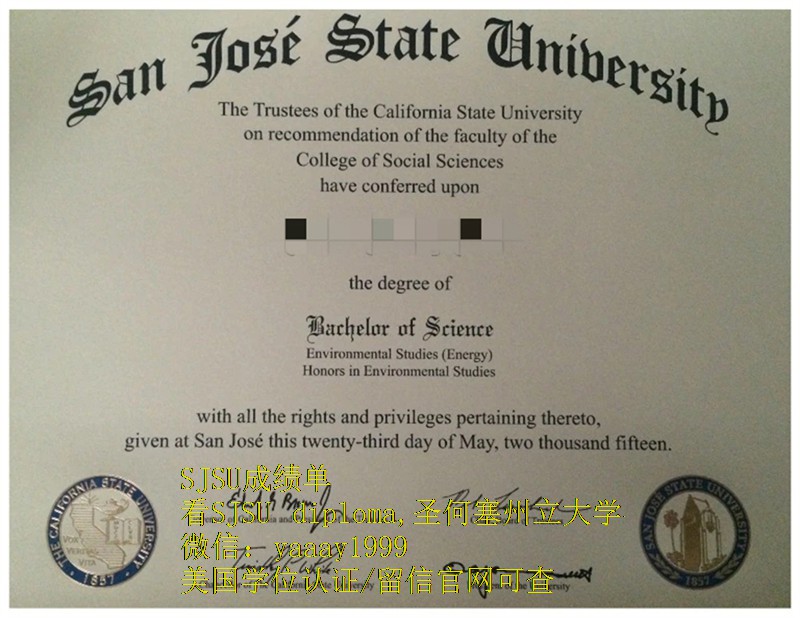 San José State University
The Trustees of the California State University
on recommendation of the faculty of the
College of Social Sciences
have conferred upon
the degree of
Bachelor of Science
Environmental Studies (Energy)
Honors in Environmental Studies
with all the rights and privileges pertaining thereto,
given at San José this twenty-third day of May, two thousand fifteen.
THE CALIFORNIA STATE UNIVERSITY
VOX VERITAS VITA
1857
SJSU成绩单
看SJSU diploma,圣何塞州立大学
微信：yaaay1999
美国学位认证/留信官网可查
SAN JOSE STATE UNIVERSITY
1857